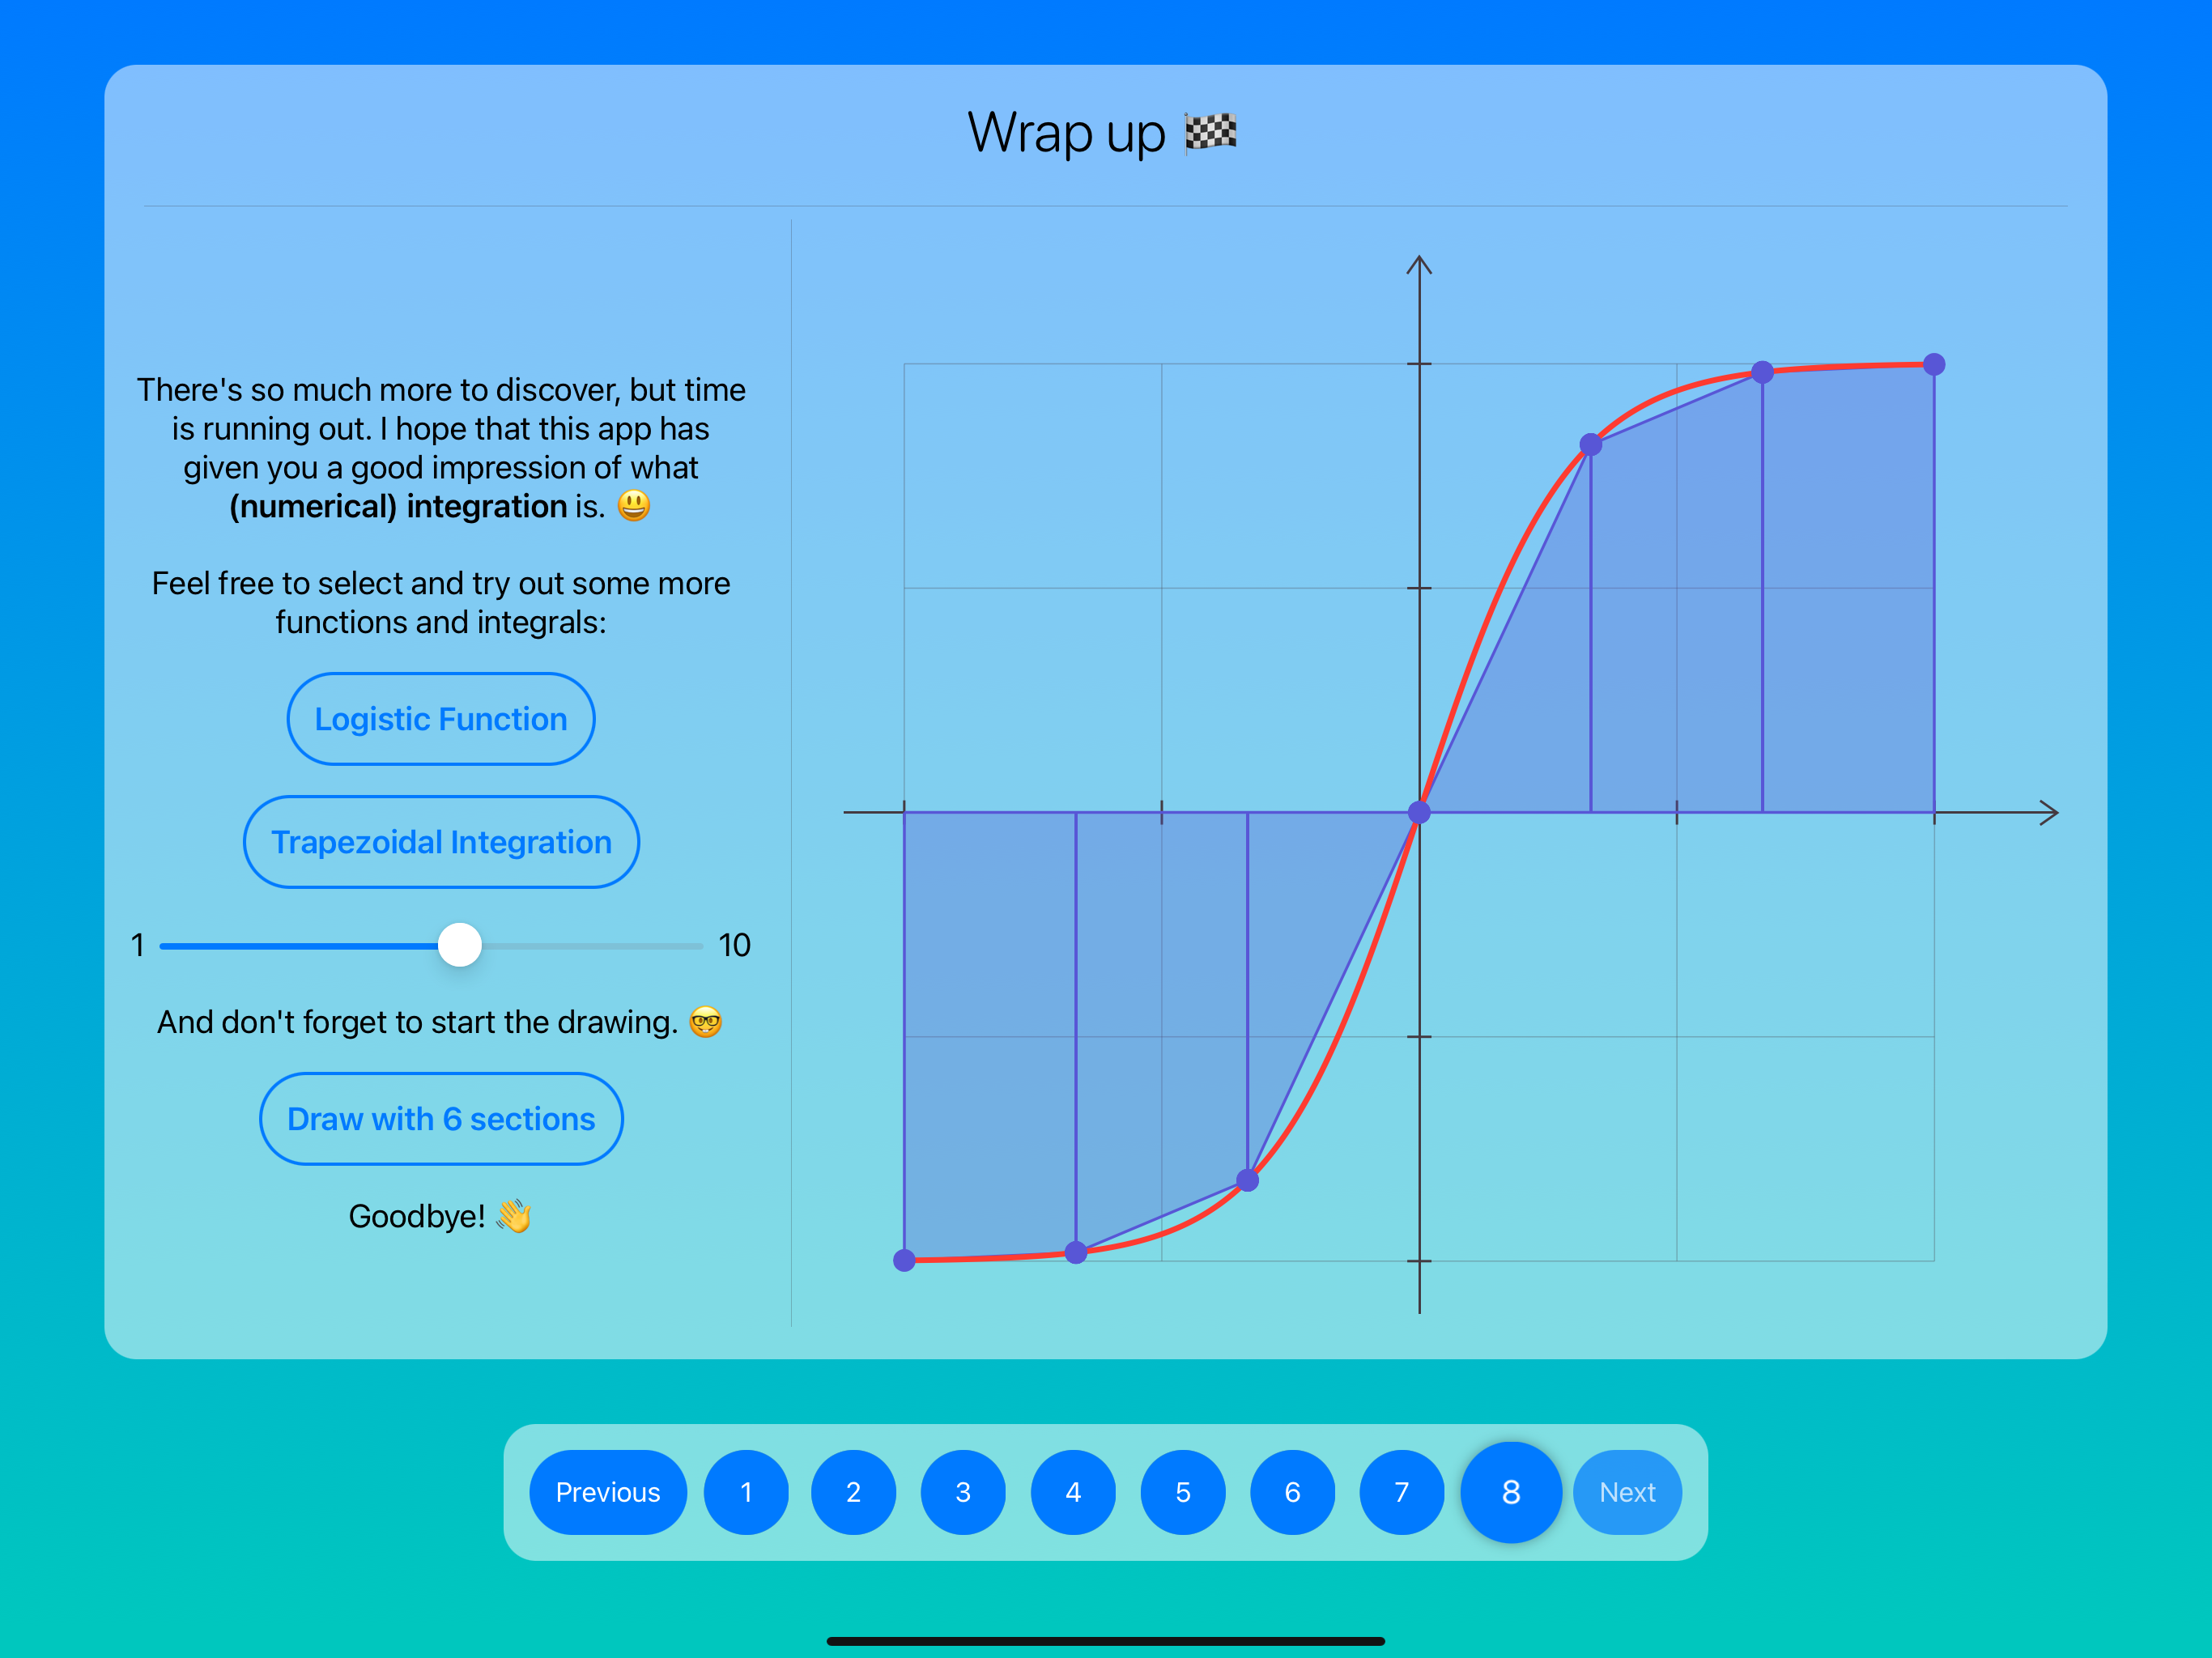 Wrap up 🏁
There's so much more to discover, but time
is running out. I hope that this app has
given you a good impression of what
(numerical) integration is. 😃
Feel free to select and try out some more
functions and integrals:
Logistic Function
Trapezoidal Integration
1 10
And don't forget to start the drawing. 🤓
Draw with 6 sections
Goodbye! 👋
Previous 1 2 3 4 5 6 7 8 Next